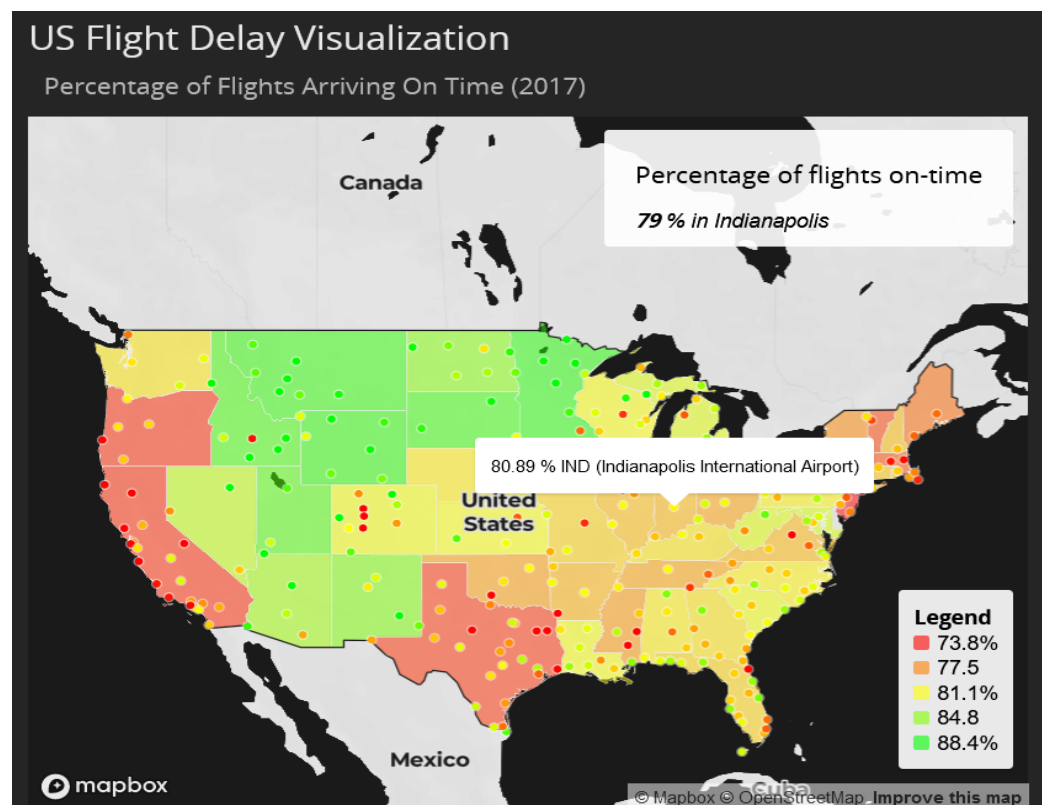 US Flight Delay Visualization
Percentage of Flights Arriving On Time (2017)
Canada
Percentage of flights on-time
79 % in Indianapolis
80.89 % IND (Indianapolis International Airport)
United
States
Legend
73.8%
77.5
81.1%
84.8
88.4%
Mexico
Cuba
mapbox
© Mapbox © OpenStreetMap Improve this map